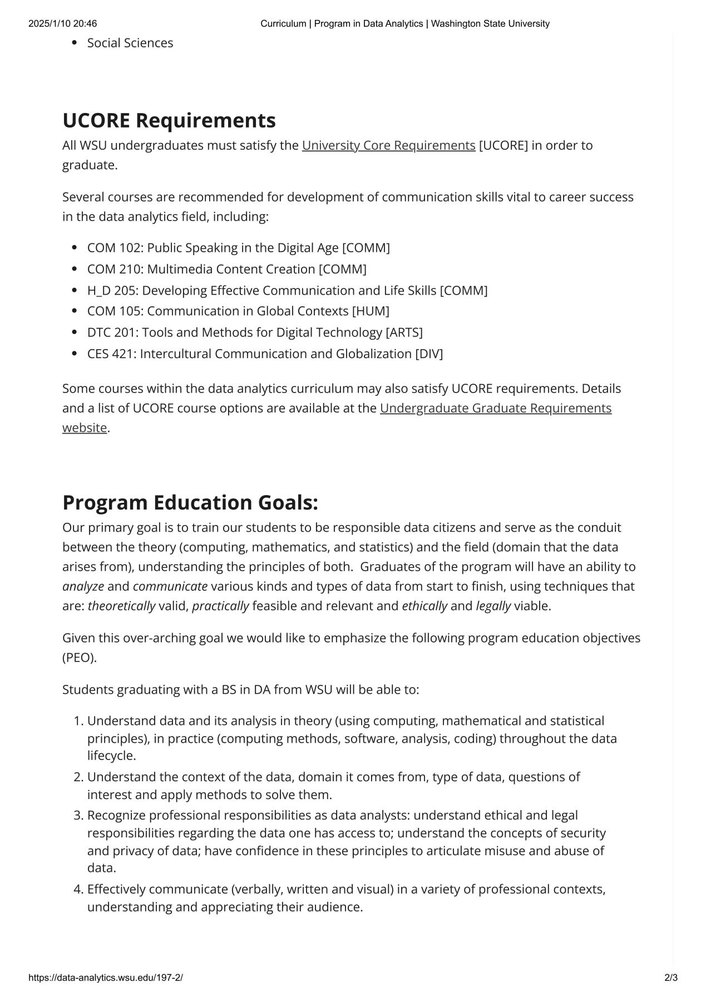 2025/1/10 20:46
Curriculum | Program in Data Analytics | Washington State University
• Social Sciences
UCORE Requirements
All WSU undergraduates must satisfy the University Core Requirements [UCORE] in order to
graduate.
Several courses are recommended for development of communication skills vital to career success
in the data analytics field, including:
• COM 102: Public Speaking in the Digital Age [COMM]
• COM 210: Multimedia Content Creation [COMM]
• H_D 205: Developing Effective Communication and Life Skills [COMM]
• COM 105: Communication in Global Contexts [HUM]
• DTC 201: Tools and Methods for Digital Technology [ARTS]
• CES 421: Intercultural Communication and Globalization [DIV]
Some courses within the data analytics curriculum may also satisfy UCORE requirements. Details
and a list of UCORE course options are available at the Undergraduate Graduate Requirements
website.
Program Education Goals:
Our primary goal is to train our students to be responsible data citizens and serve as the conduit
between the theory (computing, mathematics, and statistics) and the field (domain that the data
arises from), understanding the principles of both.  Graduates of the program will have an ability to
analyze and communicate various kinds and types of data from start to finish, using techniques that
are: theoretically valid, practically feasible and relevant and ethically and legally viable.
Given this over-arching goal we would like to emphasize the following program education objectives
(PEO).
Students graduating with a BS in DA from WSU will be able to:
1. Understand data and its analysis in theory (using computing, mathematical and statistical
principles), in practice (computing methods, software, analysis, coding) throughout the data
lifecycle.
2. Understand the context of the data, domain it comes from, type of data, questions of
interest and apply methods to solve them.
3. Recognize professional responsibilities as data analysts: understand ethical and legal
responsibilities regarding the data one has access to; understand the concepts of security
and privacy of data; have confidence in these principles to articulate misuse and abuse of
data.
4. Effectively communicate (verbally, written and visual) in a variety of professional contexts,
understanding and appreciating their audience.
https://data-analytics.wsu.edu/197-2/
2/3